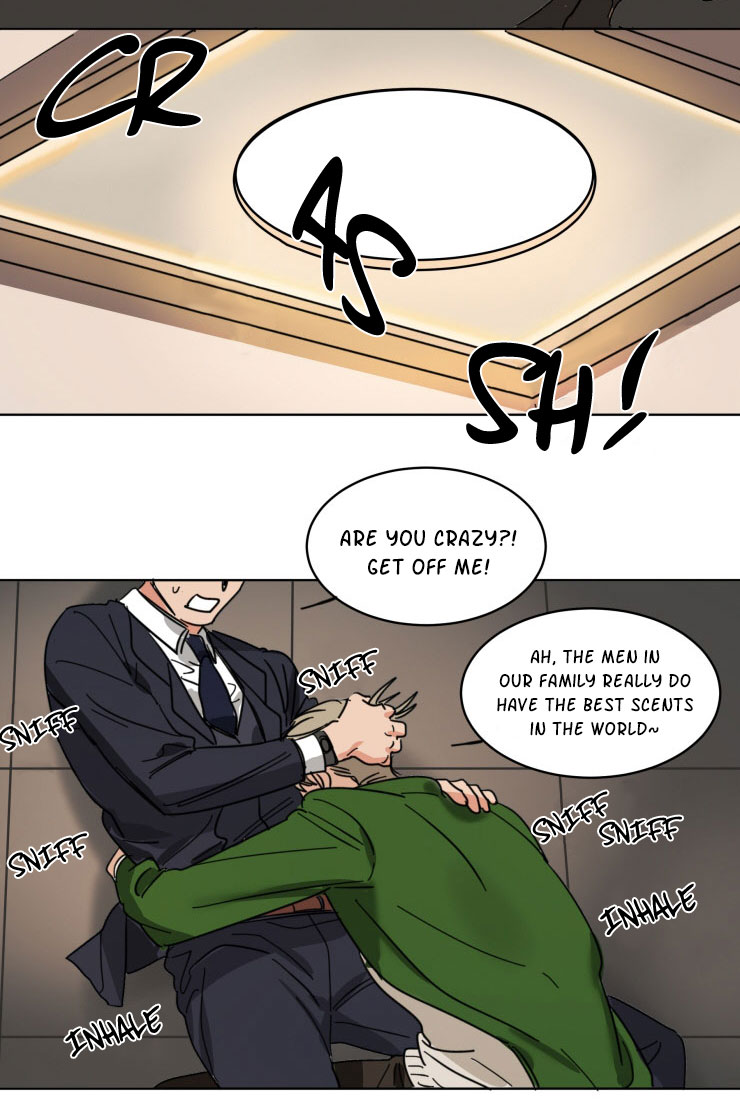 CR
AS
SH!
ARE YOU CRAZY?!
GET OFF ME!
SNIFF
AH, THE MEN IN
OUR FAMILY REALLY DO
HAVE THE BEST SCENTS
IN THE WORLD~
SNIFF
SNIFF
SNIFF
SNIFF
INHALE
INHALE